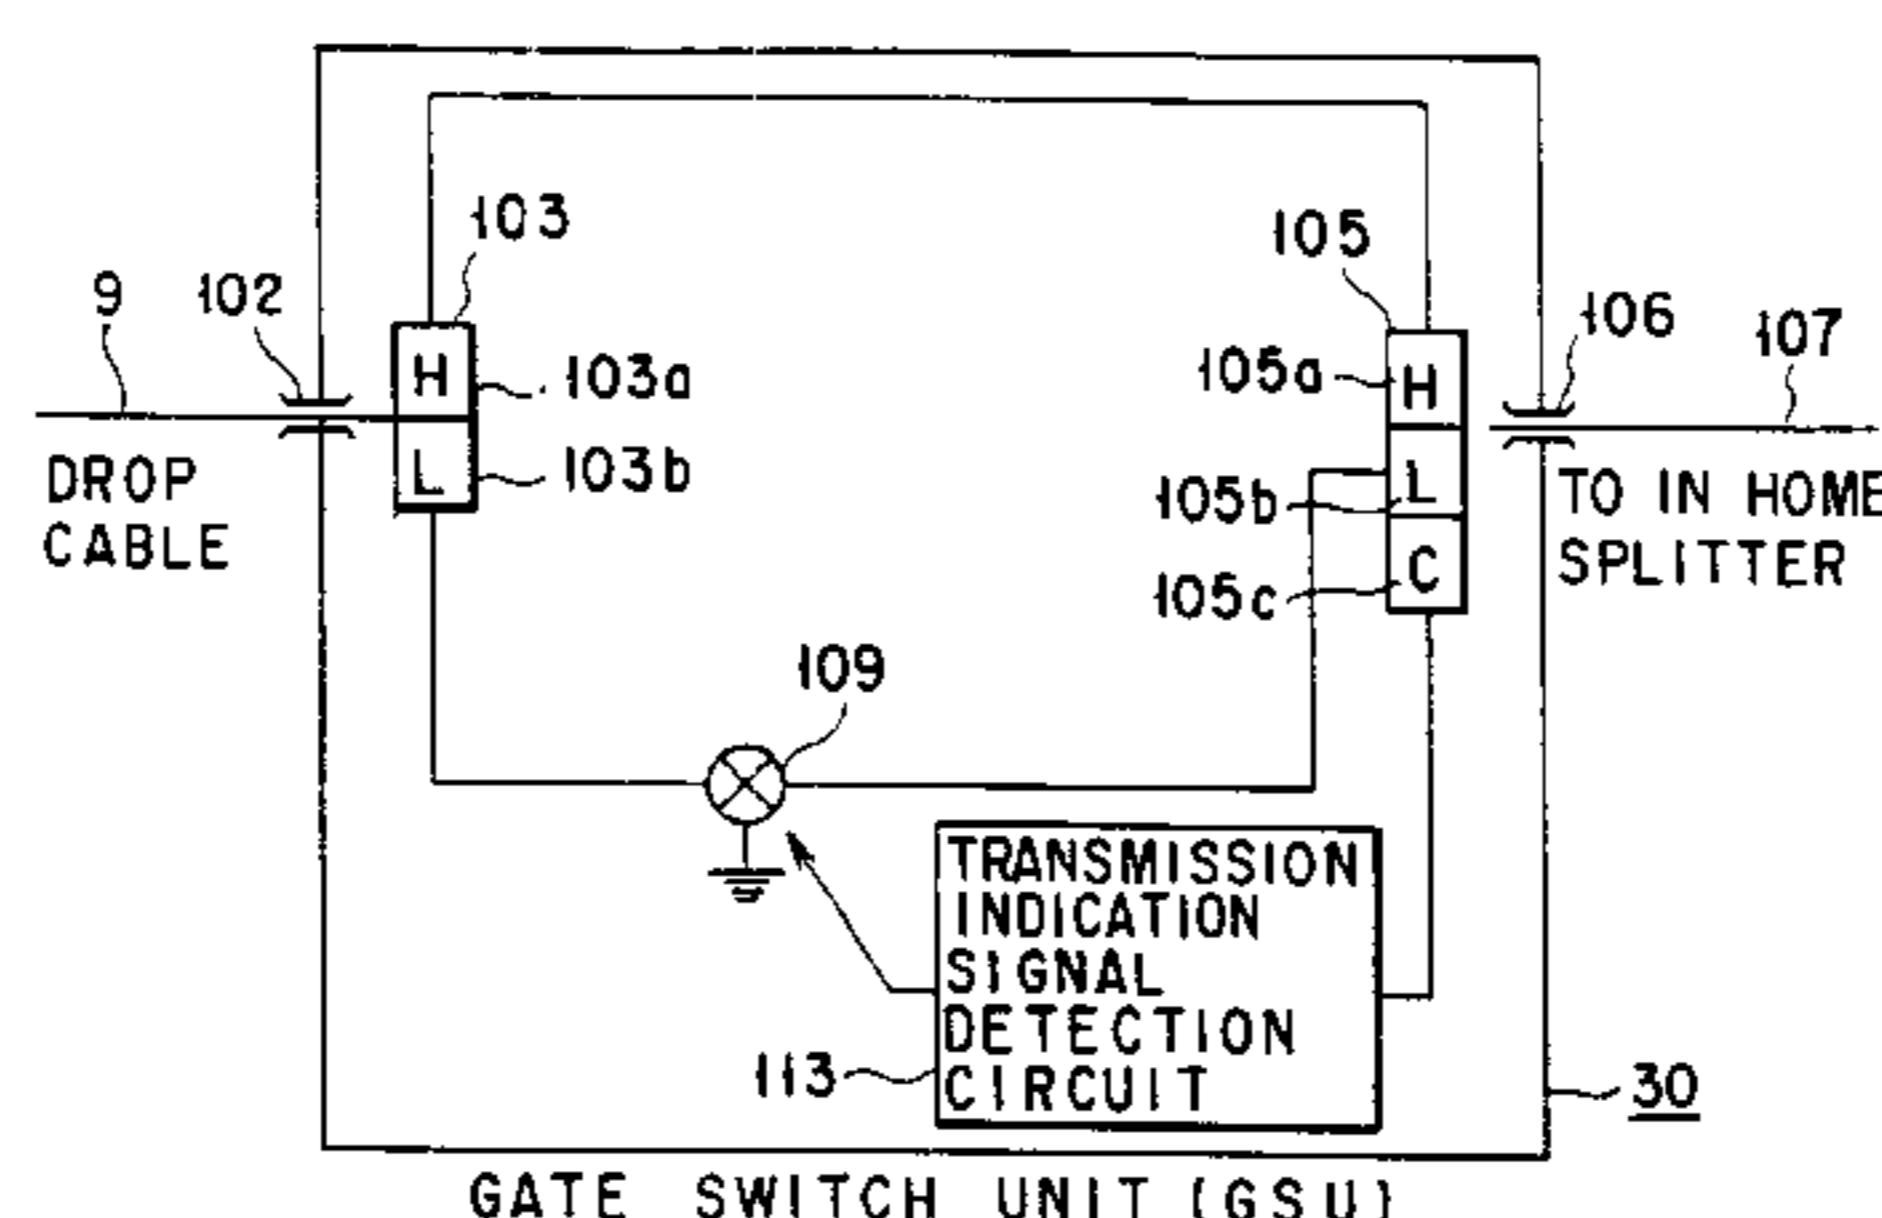 103
105
9
102
106
107
H
103a
105a
H
L
103b
105b
L
DROP
CABLE
TO IN HOME
SPLITTER
105c
C
109
TRANSMISSION
INDICATION
SIGNAL
DETECTION
CIRCUIT
113
30
GATE SWITCH UNIT (GSU)